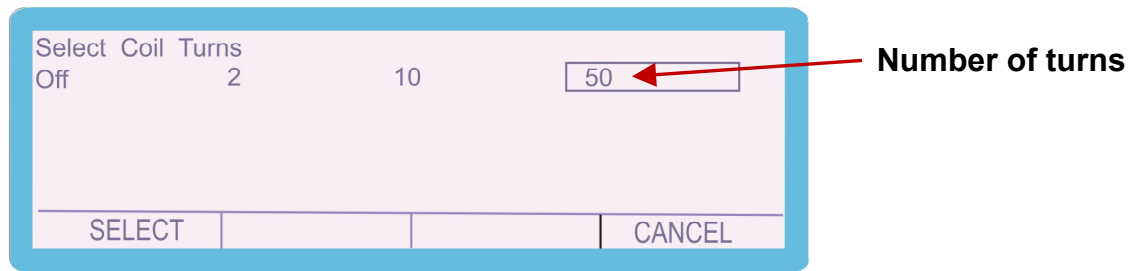 Select Coil Turns
Off 2 10 50
Number of turns
SELECT CANCEL